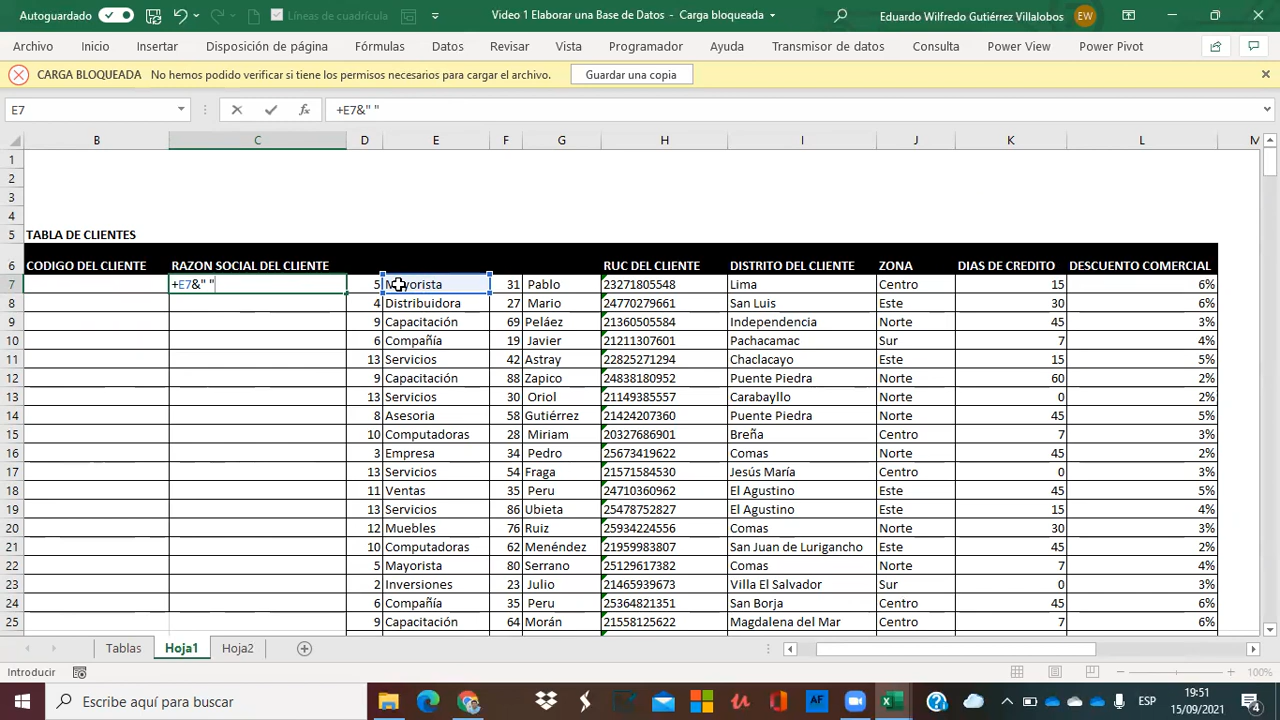 Autoguardado
Líneas de cuadrícula
Video 1 Elaborar una Base de Datos - Carga bloqueada
Eduardo Wilfredo Gutiérrez Villalobos
EW
Archivo Inicio Insertar Disposición de página Fórmulas Datos Revisar Vista Programador Ayuda Transmisor de datos Consulta Power View Power Pivot
CARGA BLOQUEADA No hemos podido verificar si tiene los permisos necesarios para cargar el archivo. Guardar una copia
E7 fx +E7&" "
B C D E F G H I J K L M
1
2
3
4
5 TABLA DE CLIENTES
6 CODIGO DEL CLIENTE RAZON SOCIAL DEL CLIENTE RUC DEL CLIENTE DISTRITO DEL CLIENTE ZONA DIAS DE CREDITO DESCUENTO COMERCIAL
7 +E7&" " 5 Mayorista 31 Pablo 23271805548 Lima Centro 15 6%
8 4 Distribuidora 27 Mario 24770279661 San Luis Este 30 6%
9 9 Capacitación 69 Peláez 21360505584 Independencia Norte 45 3%
10 6 Compañía 19 Javier 21211307601 Pachacamac Sur 7 4%
11 13 Servicios 42 Astray 22825271294 Chaclacayo Este 15 5%
12 9 Capacitación 88 Zapico 24838180952 Puente Piedra Norte 60 2%
13 13 Servicios 30 Oriol 21149385557 Carabayllo Norte 0 2%
14 8 Asesoria 58 Gutiérrez 21424207360 Puente Piedra Norte 45 5%
15 10 Computadoras 28 Miriam 20327686901 Breña Centro 7 3%
16 3 Empresa 34 Pedro 25673419622 Comas Norte 45 2%
17 13 Servicios 54 Fraga 21571584530 Jesús María Centro 0 3%
18 11 Ventas 35 Peru 24710360962 El Agustino Este 45 5%
19 13 Servicios 86 Ubieta 25478752827 El Agustino Este 15 4%
20 12 Muebles 76 Ruiz 25934224556 Comas Norte 30 3%
21 10 Computadoras 62 Menéndez 21959983807 San Juan de Lurigancho Este 45 2%
22 5 Mayorista 80 Serrano 25129617382 Comas Norte 7 4%
23 2 Inversiones 23 Julio 21465939673 Villa El Salvador Sur 0 3%
24 6 Compañía 35 Peru 25364821351 San Borja Centro 45 6%
25 9 Capacitación 64 Morán 21558125622 Magdalena del Mar Centro 7 6%
Tablas Hoja1 Hoja2
Introducir 100%
Escribe aquí para buscar
AF
ESP
19:51
15/09/2021
4